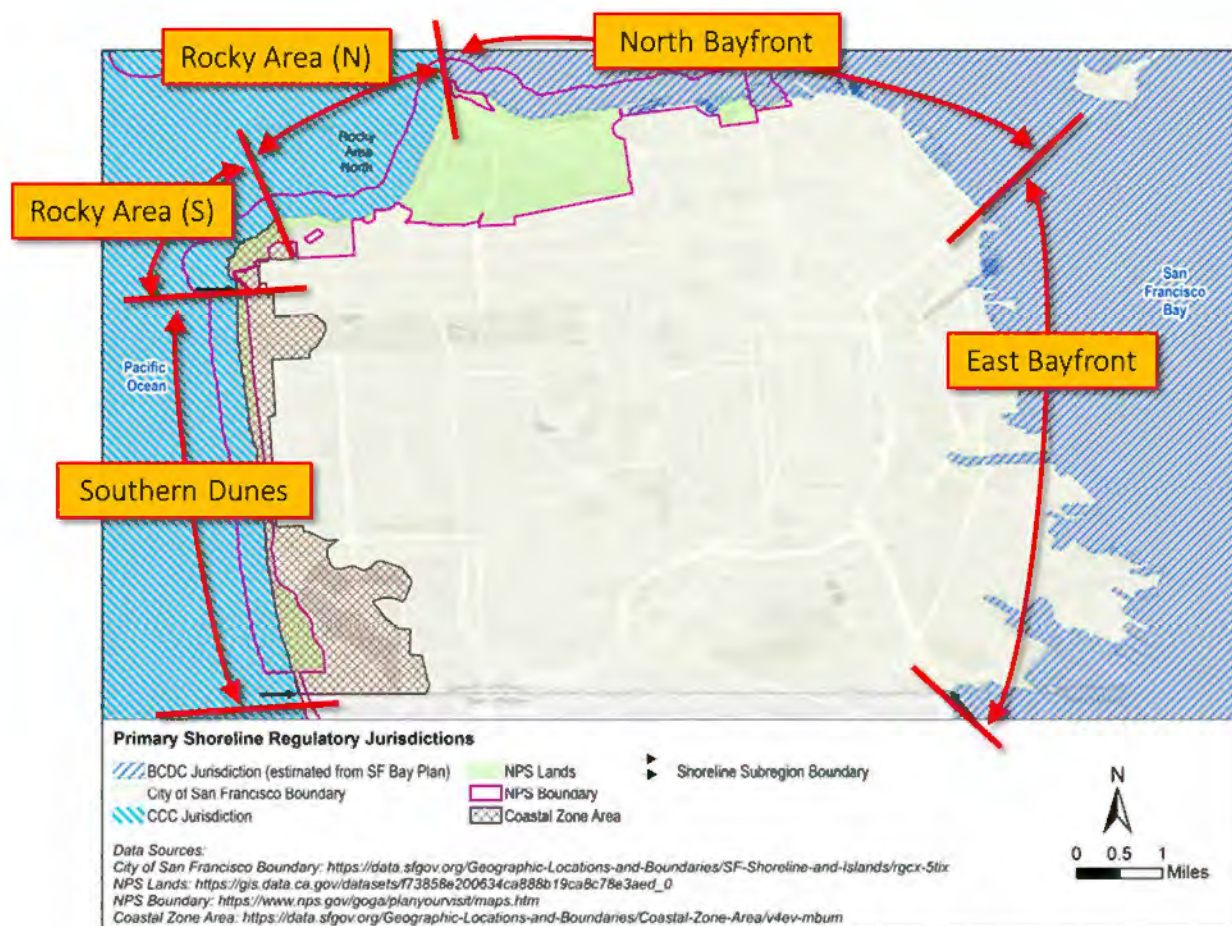 Rocky Area (N)
North Bayfront
Rocky
Area
North
Rocky Area (S)
San
Francisco
Bay
Pacific
Ocean
East Bayfront
Southern Dunes
Primary Shoreline Regulatory Jurisdictions
BCDC Jurisdiction (estimated from SF Bay Plan)
NPS Lands
Shoreline Subregion Boundary
City of San Francisco Boundary
NPS Boundary
CCC Jurisdiction
Coastal Zone Area
N
0 0.5 1
Miles
Data Sources:
City of San Francisco Boundary: https://data.sfgov.org/Geographic-Locations-and-Boundaries/SF-Shoreline-and-Islands/rgcx-5tix
NPS Lands: https://gis.data.ca.gov/datasets/f73858e200634ca888b19ca8c78e3aed_0
NPS Boundary: https://www.nps.gov/goga/planyourvisit/maps.htm
Coastal Zone Area: https://data.sfgov.org/Geographic-Locations-and-Boundaries/Coastal-Zone-Area/v4ev-mbum